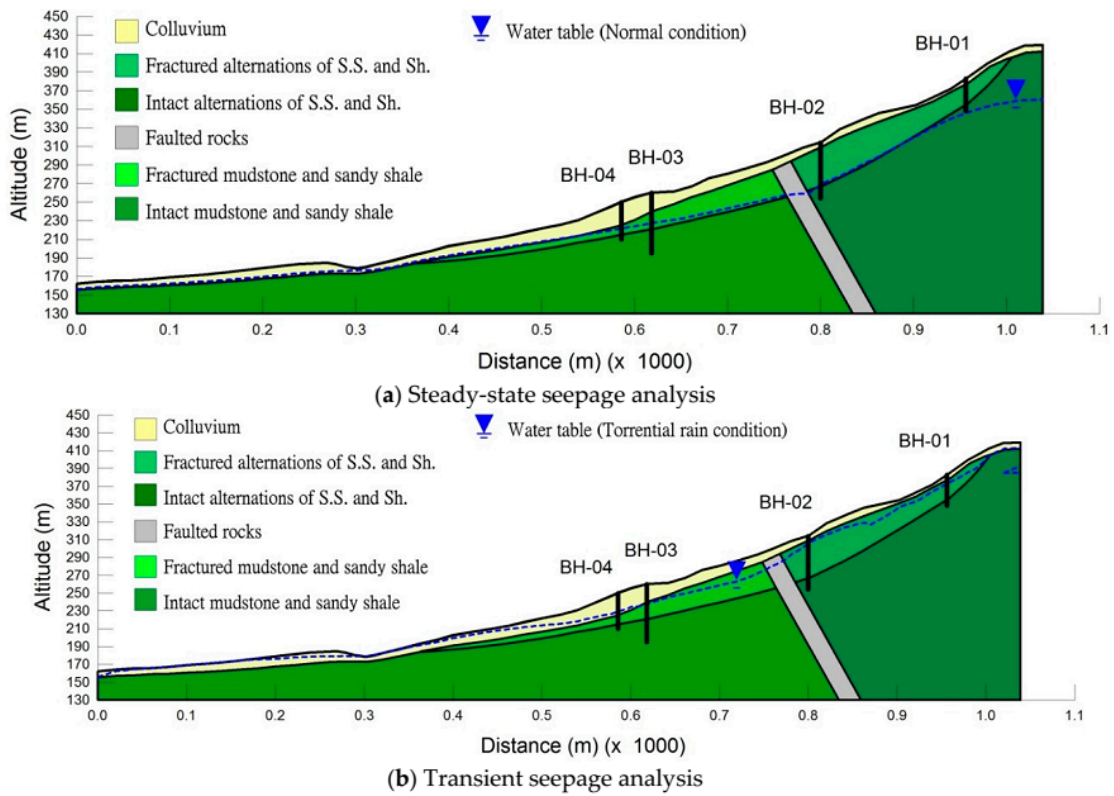 450
430
410
390
370
350
330
310
290
270
250
230
210
190
170
150
130
Altitude (m)
Colluvium
Fractured alternations of S.S. and Sh.
Intact alternations of S.S. and Sh.
Faulted rocks
Fractured mudstone and sandy shale
Intact mudstone and sandy shale
Water table (Normal condition)
BH-01
BH-02
BH-03
BH-04
0.0 0.1 0.2 0.3 0.4 0.5 0.6 0.7 0.8 0.9 1.0 1.1
Distance (m) (x 1000)
(a) Steady-state seepage analysis
450
430
410
390
370
350
330
310
290
270
250
230
210
190
170
150
130
Altitude (m)
Colluvium
Fractured alternations of S.S. and Sh.
Intact alternations of S.S. and Sh.
Faulted rocks
Fractured mudstone and sandy shale
Intact mudstone and sandy shale
Water table (Torrential rain condition)
BH-01
BH-02
BH-03
BH-04
0.0 0.1 0.2 0.3 0.4 0.5 0.6 0.7 0.8 0.9 1.0 1.1
Distance (m) (x 1000)
(b) Transient seepage analysis